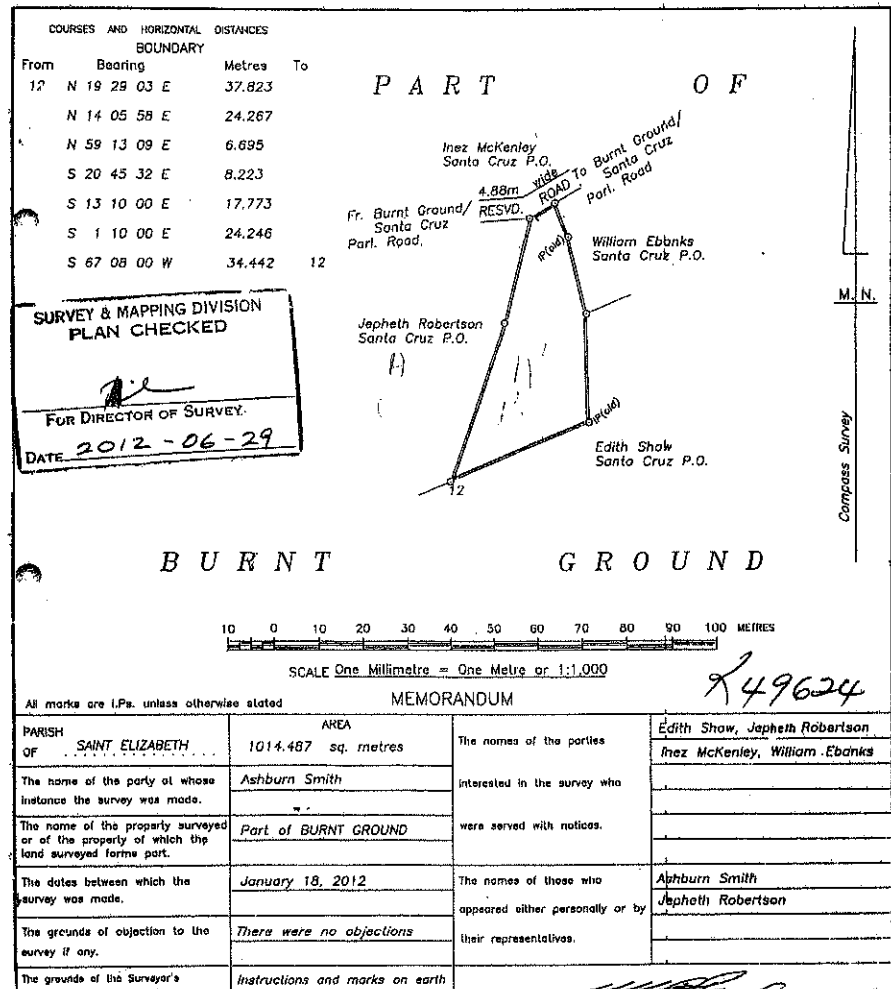 COURSES AND HORIZONTAL DISTANCES
BOUNDARY
From Bearing Metres To
12 N 19 29 03 E 37.823
N 14 05 58 E 24.267
N 59 13 09 E 6.695
S 20 45 32 E 8.223
S 13 10 00 E 17.773
S 1 10 00 E 24.246
S 67 08 00 W 34.442 12
SURVEY & MAPPING DIVISION
PLAN CHECKED
FOR DIRECTOR OF SURVEY.
DATE 2012-06-29
PART OF
Inez McKenley
Santa Cruz P.O.
4.88m wide
RESVD. ROAD
To Burnt Ground/
Santa Cruz
Parl. Road
Fr. Burnt Ground/
Santa Cruz
Parl. Road.
IP(old)
William Ebanks
Santa Cruz P.O.
Jepheth Robertson
Santa Cruz P.O.
IP(old)
Edith Shaw
Santa Cruz P.O.
12
M. N.
Compass Survey
BURNT GROUND
10 0 10 20 30 40 50 60 70 80 90 100 METRES
SCALE One Millimetre = One Metre or 1:1,000
49624
All marks are I.Ps. unless otherwise stated
MEMORANDUM
PARISH
OF SAINT ELIZABETH
AREA
1014.487 sq. metres
The names of the parties
interested in the survey who
were served with notices.
Edith Shaw, Japheth Robertson
Inez McKenley, William Ebanks
The name of the party at whose
instance the survey was made.
Ashburn Smith
The name of the property surveyed
or of the property of which the
land surveyed forms part.
Part of BURNT GROUND
The dates between which the
survey was made.
January 18, 2012
The names of those who
appeared either personally or by
their representatives.
Ashburn Smith
Jepheth Robertson
The grounds of objection to the
survey if any.
There were no objections
The grounds of the Surveyor's
Instructions and marks on earth